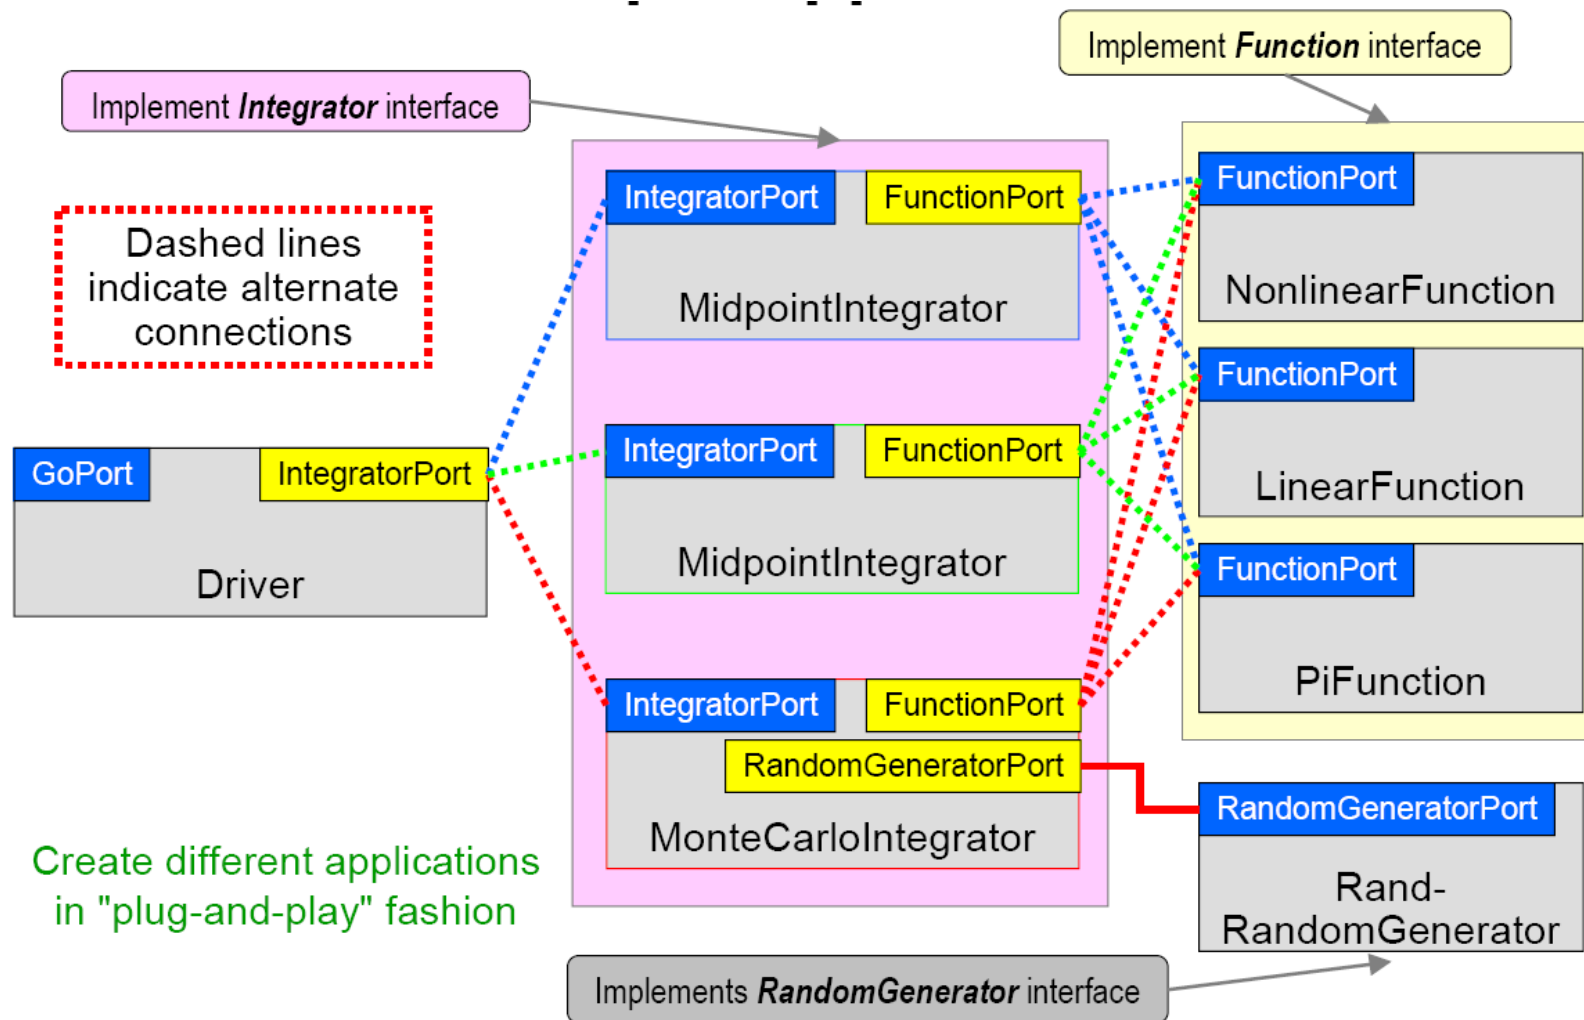 Implement Function interface
Implement Integrator interface
IntegratorPort
FunctionPort
MidpointIntegrator
FunctionPort
NonlinearFunction
Dashed lines
indicate alternate
connections
FunctionPort
LinearFunction
GoPort
IntegratorPort
Driver
IntegratorPort
FunctionPort
MidpointIntegrator
FunctionPort
PiFunction
IntegratorPort
FunctionPort
RandomGeneratorPort
MonteCarloIntegrator
RandomGeneratorPort
Rand-
RandomGenerator
Create different applications
in "plug-and-play" fashion
Implements RandomGenerator interface